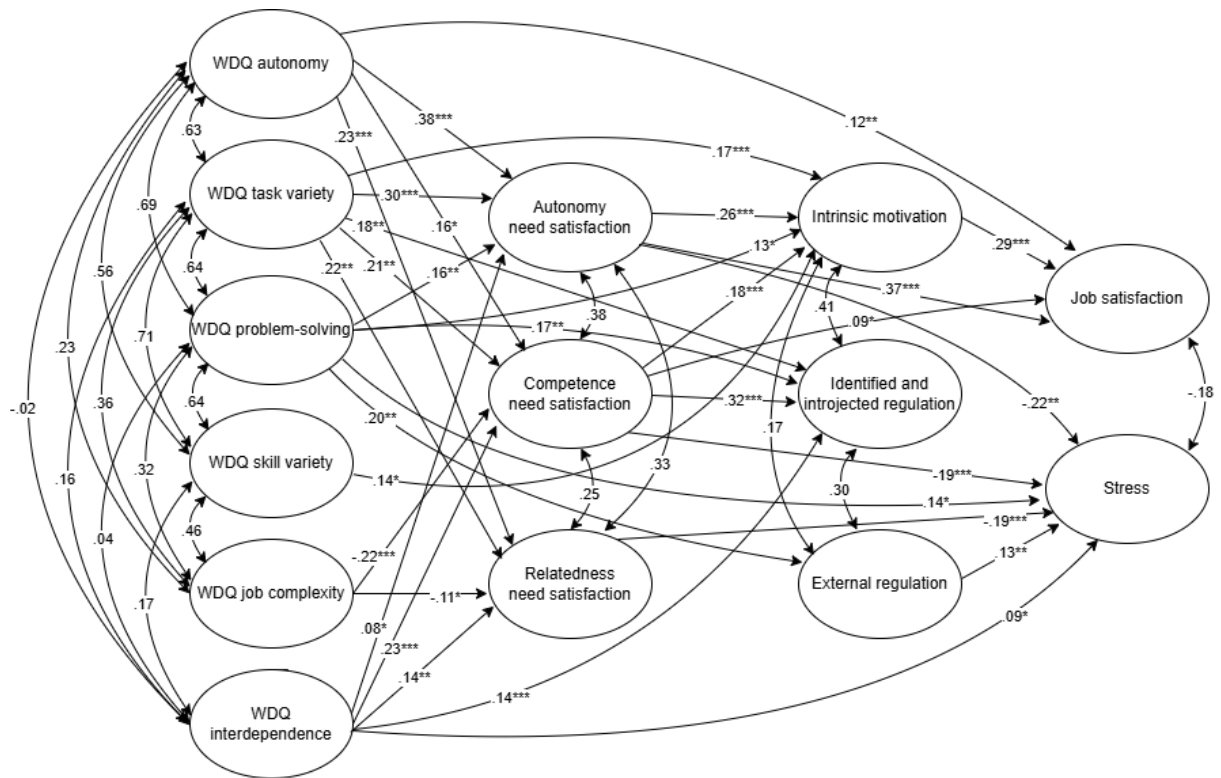 WDQ autonomy
.12**
.38***
.63
.23***
.17***
WDQ task variety
.30***
Autonomy
need satisfaction
.26***
Intrinsic motivation
.69
.18**
.16*
.13*
.29***
.64
.22**
.21**
.16**
.56
.18***
.37***
Job satisfaction
.41
.38
WDQ problem-solving
.17**
.09*
.71
.23
Competence
need satisfaction
Identified and
introjected regulation
-.18
.36
.64
.20**
.32***
-.22**
-.02
.17
WDQ skill variety
.33
-19***
.32
.16
.14*
.25
.30
Stress
.14*
.46
-.19***
.04
-.22***
.13**
WDQ job complexity
-.11*
Relatedness
need satisfaction
External regulation
.17
.08*
.23***
.09*
.14**
.14***
WDQ
interdependence